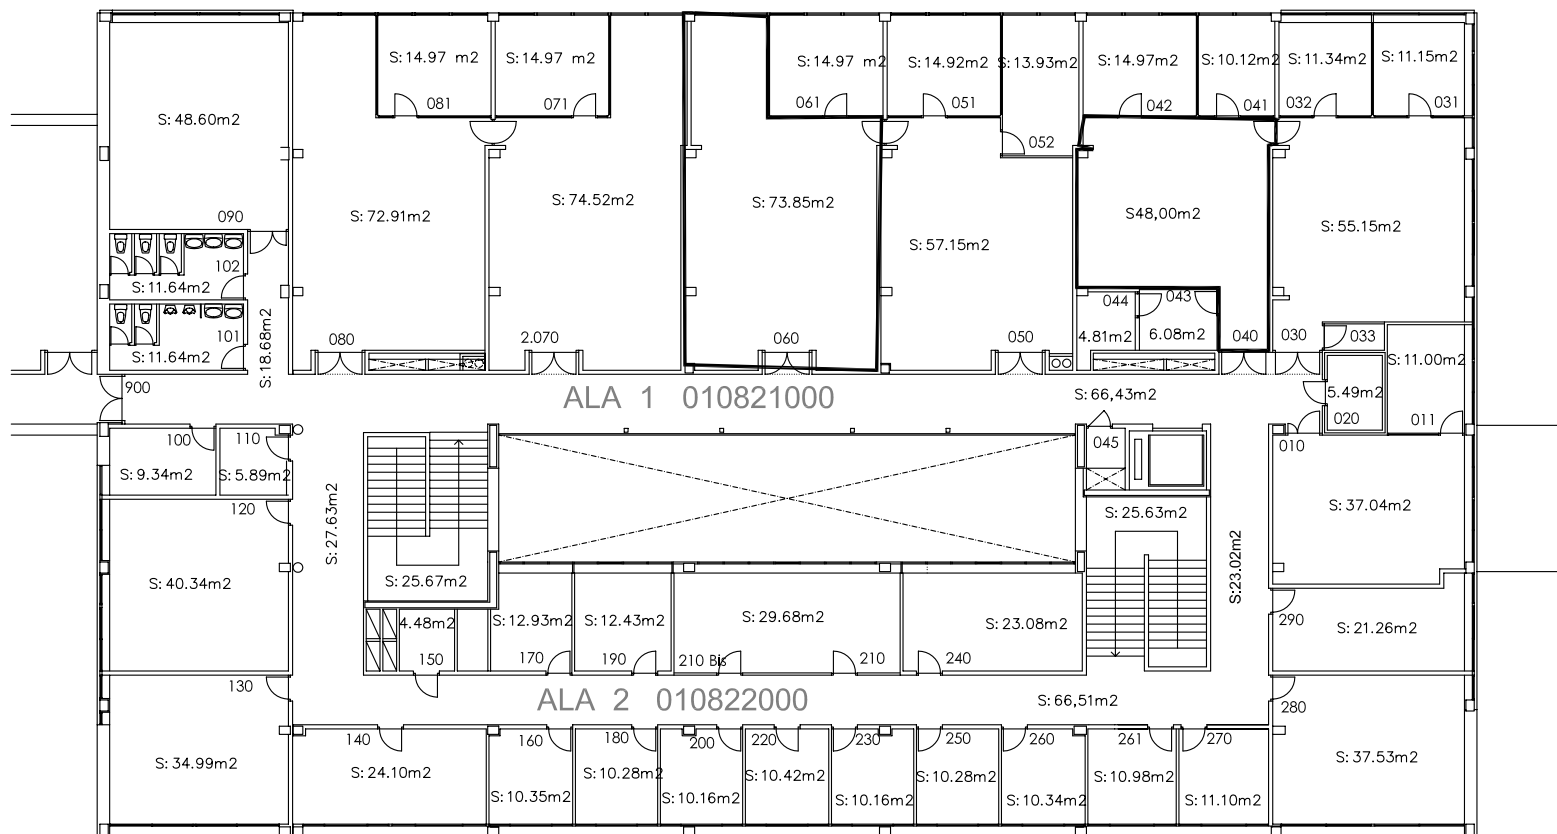 S: 14.97 m2
S: 14.97 m2
S: 14.97 m2
S: 14.92m2
S: 13.93m2
S: 14.97m2
S: 10.12m2
S: 11.34m2
S: 11.15m2
081
071
061
051
042
041
032
031
S: 48.60m2
052
090
S: 72.91m2
S: 74.52m2
S: 73.85m2
S: 57.15m2
S48,00m2
S: 55.15m2
102
S: 11.64m2
101
S: 11.64m2
S: 18.68m2
044
043
4.81m2
6.08m2
080
2.070
060
050
040
030
033
S: 11.00m2
900
ALA 1 010821000
S: 66,43m2
5.49m2
020
011
100
110
S: 9.34m2
S: 5.89m2
045
010
120
S: 27.63m2
S: 25.63m2
S: 37.04m2
S: 40.34m2
S: 25.67m2
S:23.02m2
4.48m2
S: 12.93m2
S: 12.43m2
S: 29.68m2
S: 23.08m2
290
S: 21.26m2
150
170
190
210 Bis
210
240
130
ALA 2 010822000
S: 66,51m2
280
140
160
180
200
220
230
250
260
261
270
S: 34.99m2
S: 24.10m2
S: 10.35m2
S: 10.28m2
S: 10.16m2
S: 10.42m2
S: 10.16m2
S: 10.28m2
S: 10.34m2
S: 10.98m2
S: 11.10m2
S: 37.53m2